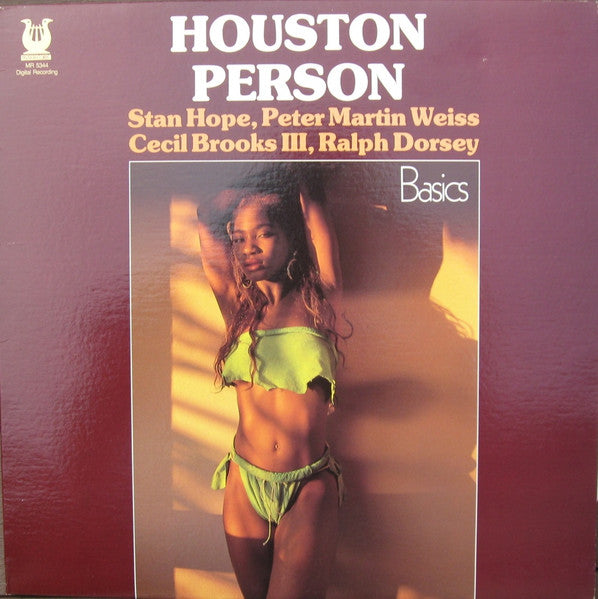 MR 5344
Digital Recording
HOUSTON
PERSON
Stan Hope, Peter Martin Weiss
Cecil Brooks III, Ralph Dorsey
Basics